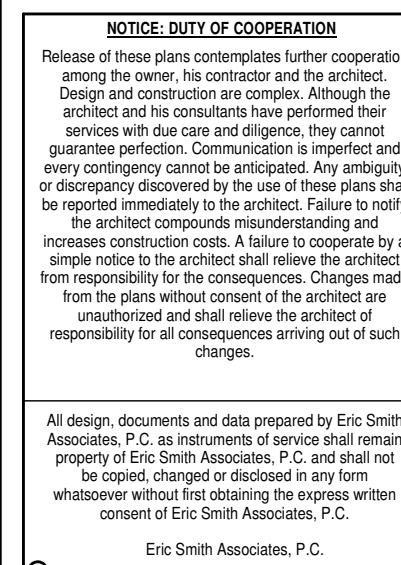 NOTICE: DUTY OF COOPERATION
Release of these plans contemplates further cooperatio
among the owner, his contractor and the architect.
Design and construction are complex. Although the
architect and his consultants have performed their
services with due care and diligence, they cannot
guarantee perfection. Communication is imperfect and
every contingency cannot be anticipated. Any ambiguity
or discrepancy discovered by the use of these plans sha
be reported immediately to the architect. Failure to notify
the architect compounds misunderstanding and
increases construction costs. A failure to cooperate by a
simple notice to the architect shall relieve the architect
from responsibility for the consequences. Changes mad
from the plans without consent of the architect are
unauthorized and shall relieve the architect of
responsibility for all consequences arriving out of such
changes.
All design, documents and data prepared by Eric Smith
Associates, P.C. as instruments of service shall remain
property of Eric Smith Associates, P.C. and shall not
be copied, changed or disclosed in any form
whatsoever without first obtaining the express written
consent of Eric Smith Associates, P.C.
Eric Smith Associates, P.C.